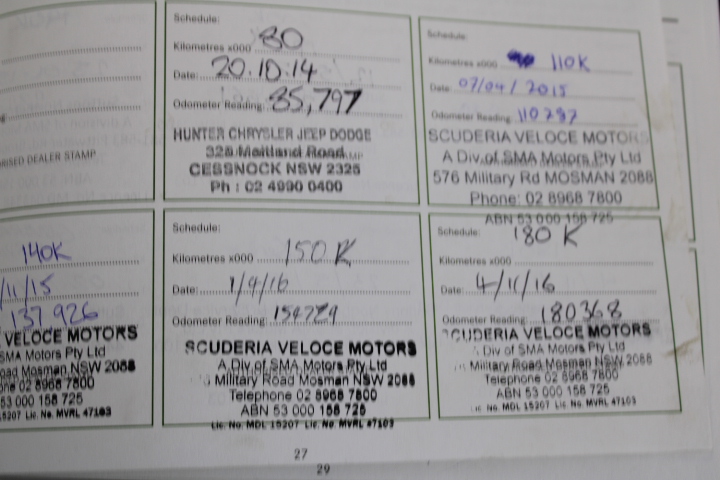 RISED DEALER STAMP
Schedule:
Kilometres x000 80
Date: 20.10.14
Odometer Reading: 85,797
HUNTER CHRYSLER JEEP DODGE
326 Maitland Road
CESSNOCK NSW 2325
Ph : 02 4990 0400
Schedule:
Kilometres x000 110K
Date: 07/04/2015
Odometer Reading: 110787
SCUDERIA VELOCE MOTORS
A Div.of SMA Motors Pty Ltd
576 Military Rd MOSMAN 2088
Phone: 02 8968 7800
ABN 53 000 158 725
140K
/11/15
137926
VELOCE MOTORS
SMA Motors Pty Ltd
oad Mosman NSW 2088
one 02 8968 7800
53 000 158 725
15207 Lic. No. MVRL 47103
Schedule:
Kilometres x000 150K
Date: 1/9/16
Odometer Reading:
SCUDERIA VELOCE MOTORS
A Div.of SMA Motors Pty Ltd
Military Road Mosman NSW 2088
Telephone 02 8968 7800
ABN 53 000 158 725
Lic. No. MDL 15207 Lic. No. MVRL 47103
Schedule: 180K
Kilometres x000
Date: 4/11/16
Odometer Reading: 180368
SCUDERIA VELOCE MOTORS
Div of SMA Motors Pty Ltd
Military Road Mosman NSW 2088
Telephone 02 8968 7800
ABN 53 000 158 725
Lic. No. MDL 15207 Lic. No. MVRL 47103
27
29